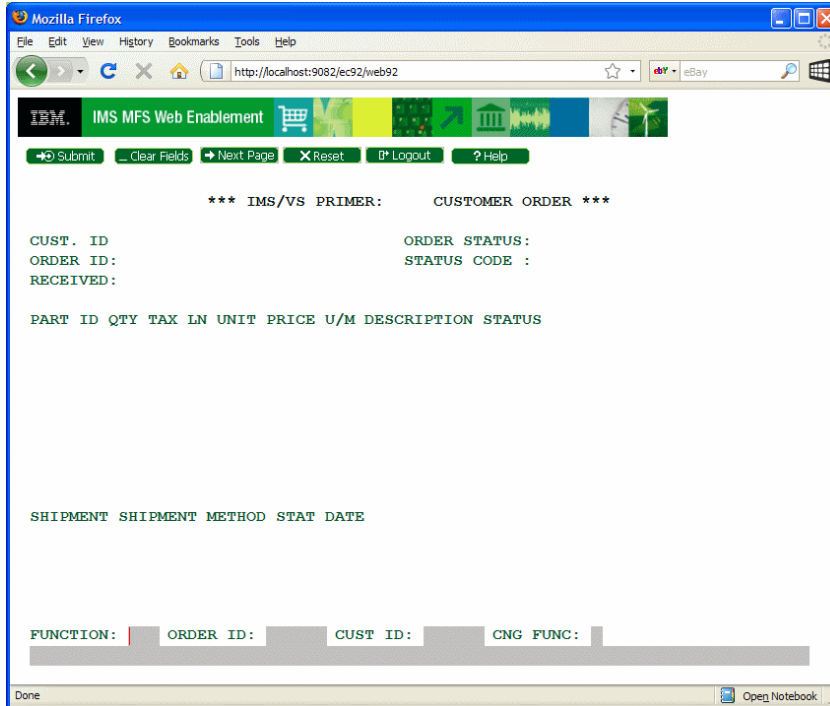 Mozilla Firefox
File Edit View History Bookmarks Tools Help
http://localhost:9082/ec92/web92
ebY eBay
IBM. IMS MFS Web Enablement
Submit Clear Fields Next Page Reset Logout ? Help
*** IMS/VS PRIMER: CUSTOMER ORDER ***
CUST. ID ORDER STATUS:
ORDER ID: STATUS CODE :
RECEIVED:
PART ID QTY TAX LN UNIT PRICE U/M DESCRIPTION STATUS
SHIPMENT SHIPMENT METHOD STAT DATE
FUNCTION: ORDER ID: CUST ID: CNG FUNC:
Done Open Notebook